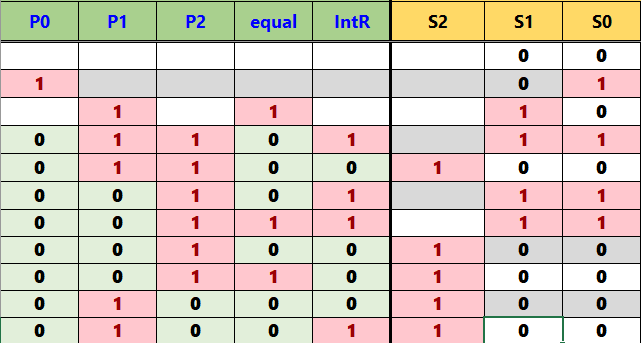 P0 P1 P2 equal IntR S2 S1 S0
0 0
1 0 1
1 1 1 0
0 1 1 0 1 1 1
0 1 1 0 0 1 0 0
0 0 1 0 1 1 1
0 0 1 1 1 1 1
0 0 1 0 0 1 0 0
0 0 1 1 0 1 0 0
0 1 0 0 0 1 0 0
0 1 0 0 1 1 0 0